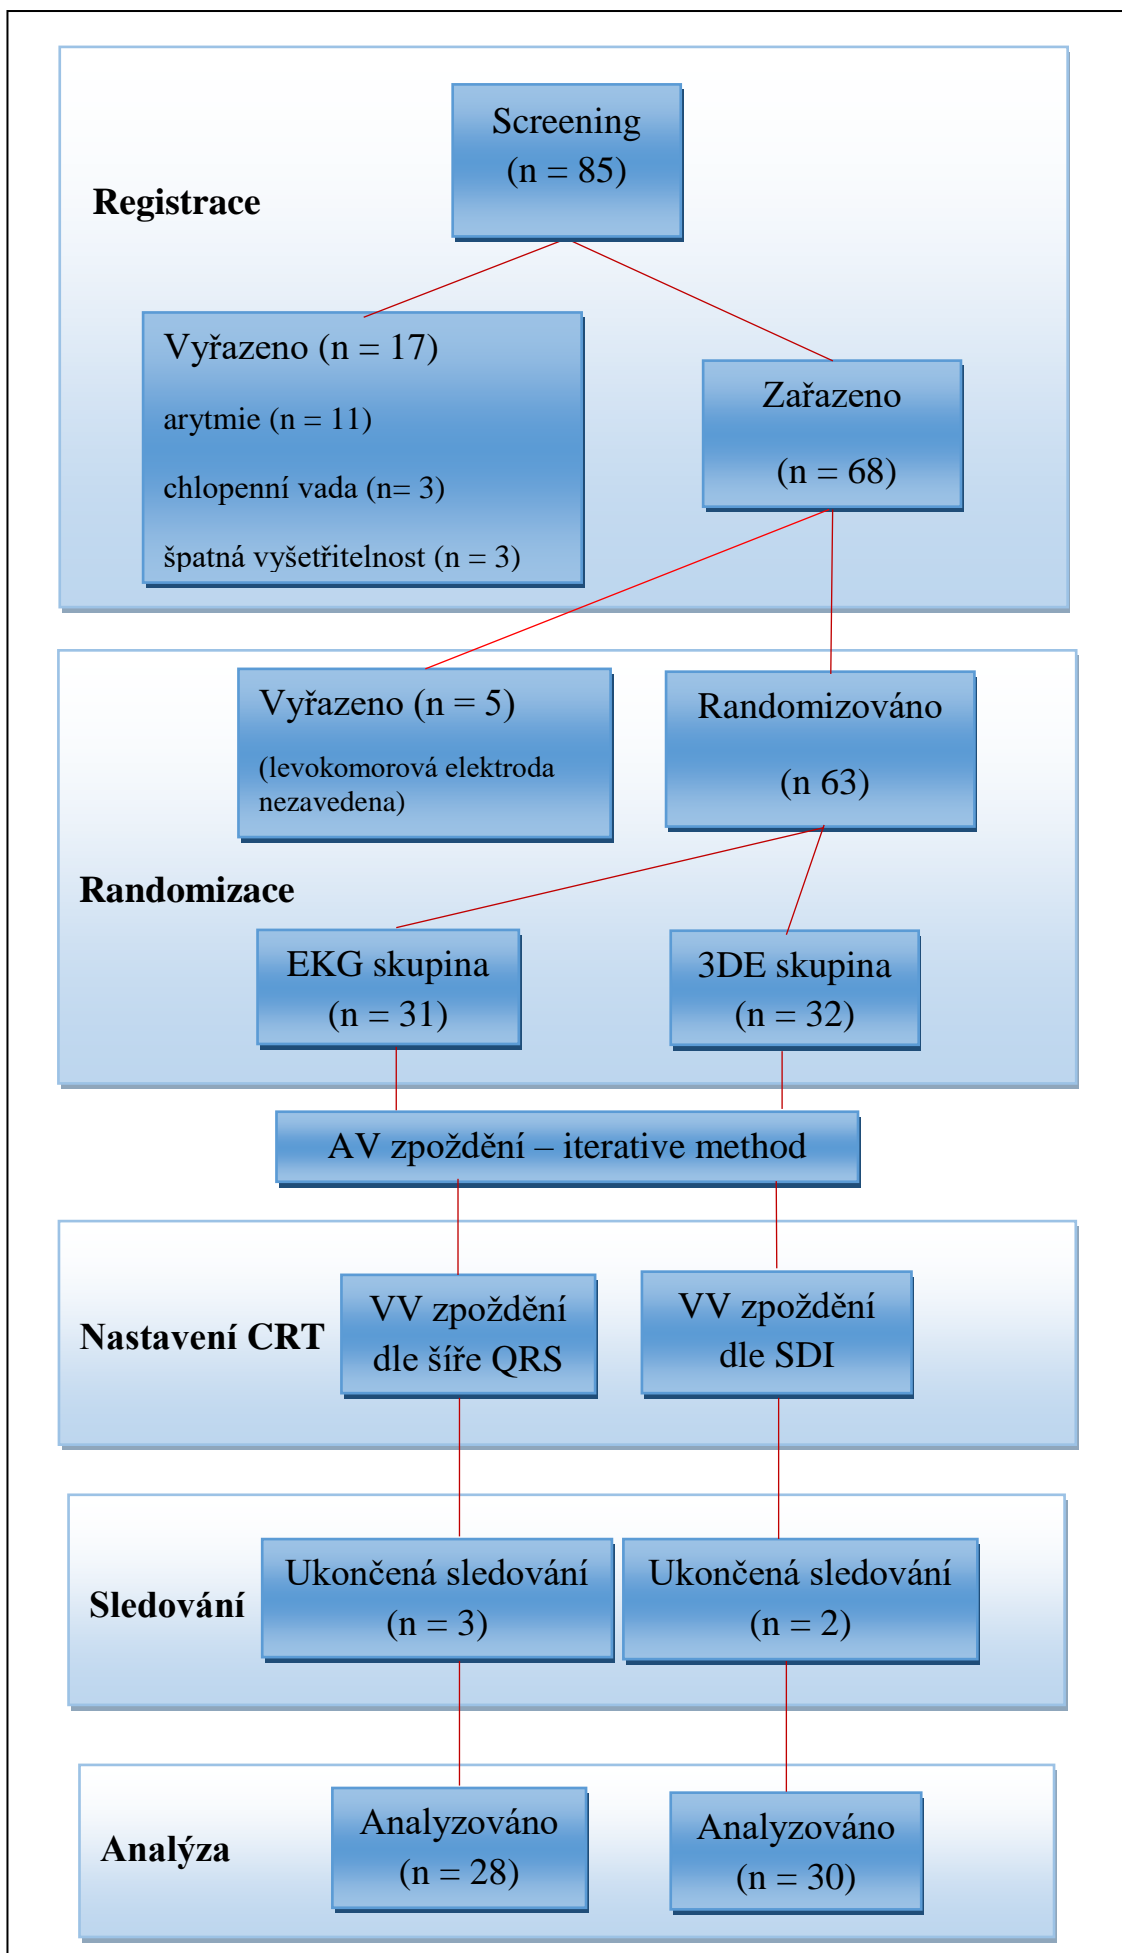 Screening
(n = 85)
Registrace
Vyřazeno (n = 17)
arytmie (n = 11)
chlopenní vada (n= 3)
špatná vyšetřitelnost (n = 3)
Zařazeno
(n = 68)
Vyřazeno (n = 5)
(levokomorová elektroda
nezavedena)
Randomizováno
(n 63)
Randomizace
EKG skupina
(n = 31)
3DE skupina
(n = 32)
AV zpoždění – iterative method
Nastavení CRT
VV zpoždění
dle šíře QRS
VV zpoždění
dle SDI
Sledování
Ukončená sledování
(n = 3)
Ukončená sledování
(n = 2)
Analýza
Analyzováno
(n = 28)
Analyzováno
(n = 30)